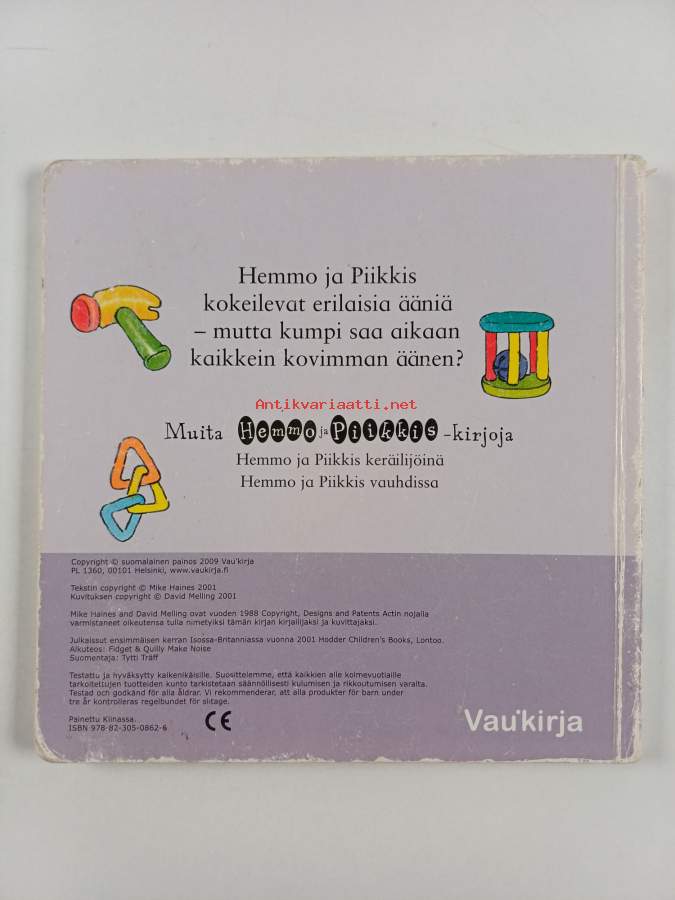 Hemmo ja Piikkis
kokeilevat erilaisia ääniä
– mutta kumpi saa aikaan
kaikkein kovimman äänen?
Antikvariaatti.net
Muita Hemmo ja Piikkis -kirjoja
Hemmo ja Piikkis keräilijöinä
Hemmo ja Piikkis vauhdissa
Copyright © suomalainen painos 2009 Vau'kirja
PL 1360, 00101 Helsinki, www.vaukirja.fi
Tekstin copyright © Mike Haines 2001
Kuvituksen copyright © David Melling 2001
Mike Haines and David Melling ovat vuoden 1988 Copyright, Designs and Patents Actin nojalla
varmistaneet oikeutensa tulla nimetyiksi tämän kirjan kirjailijaksi ja kuvittajaksi.
Julkaissut ensimmäisen kerran Isossa-Britanniassa vuonna 2001 Hodder Children's Books, Lontoo.
Alkuteos: Fidget & Quilly Make Noise
Suomentaja: Tytti Träff
Testattu ja hyväksytty kaikenikäisille. Suosittelemme, että kaikkien alle kolmevuotiaille
tarkoitettujen tuotteiden kunto tarkistetaan säännöllisesti kulumisen ja rikkoutumisen varalta.
Testad och godkänd för alla åldrar. Vi rekommenderar, att alla produkter för barn under
tre år kontrolleras regelbundet för slitage.
Painettu Kiinassa.
ISBN 978-82-305-0862-6
CE
Vau'kirja